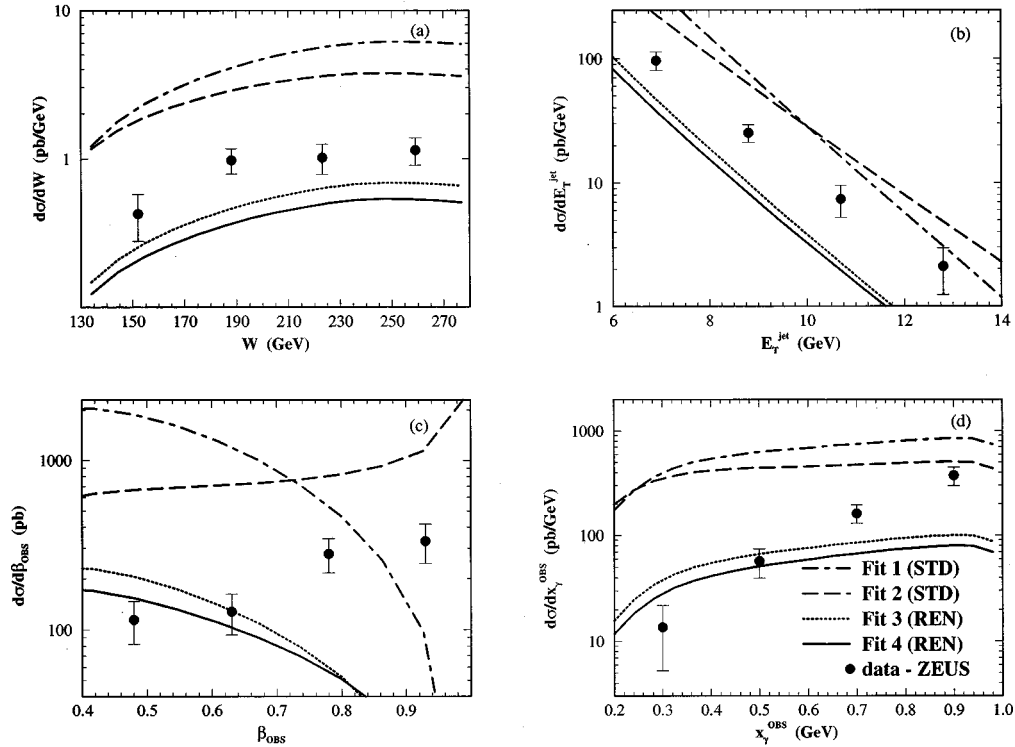 10
1
dσ/dW (pb/GeV)
(a)
130 150 170 190 210 230 250 270
W (GeV)
100
10
1
dσ/dE_T^jet (pb/GeV)
(b)
6 8 10 12 14
E_T^jet (GeV)
1000
100
dσ/dβ_OBS (pb)
(c)
0.4 0.5 0.6 0.7 0.8 0.9
β_OBS
1000
100
10
dσ/dx_γ^OBS (pb/GeV)
(d)
Fit 1 (STD)
Fit 2 (STD)
Fit 3 (REN)
Fit 4 (REN)
data - ZEUS
0.2 0.3 0.4 0.5 0.6 0.7 0.8 0.9 1.0
x_γ^OBS (GeV)